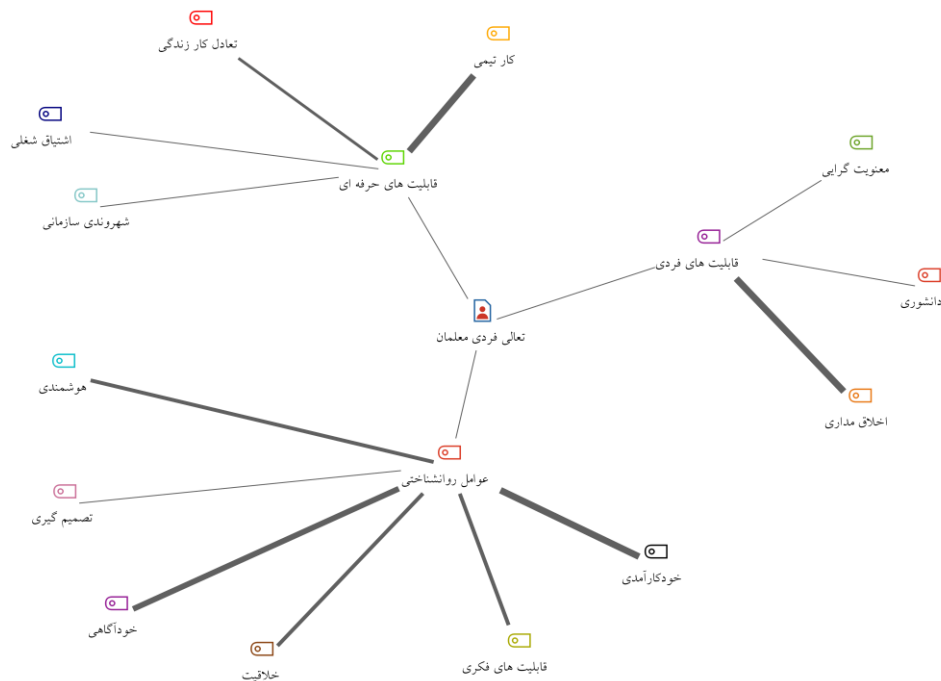 تعادل کار زندگی
کار تیمی
اشتیاق شغلی
معنویت گرایی
قابلیت های حرفه ای
شهروندی سازمانی
قابلیت های فردی
دانشوری
تعالی فردی معلمان
هوشمندی
اخلاق مداری
عوامل روانشناختی
تصمیم گیری
خودکارآمدی
خودآگاهی
قابلیت های فکری
خلاقیت